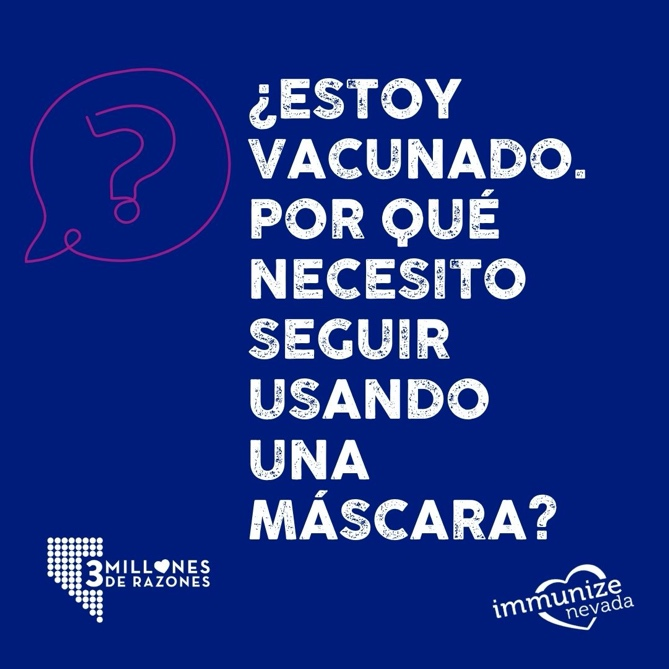 ¿ESTOY
VACUNADO.
POR QUÉ
NECESITO
SEGUIR
USANDO
UNA
MÁSCARA?
3 MILLONES
DE RAZONES
immunize
nevada